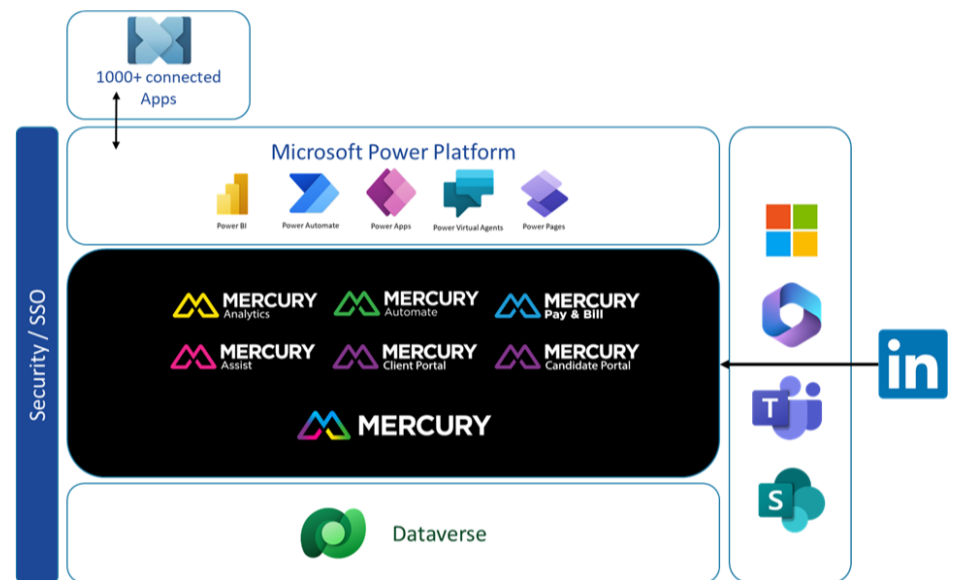 1000+ connected
Apps
Security / SSO
Microsoft Power Platform
Power BI
Power Automate
Power Apps
Power Virtual Agents
Power Pages
MERCURY
Analytics
MERCURY
Automate
MERCURY
Pay & Bill
MERCURY
Assist
MERCURY
Client Portal
MERCURY
Candidate Portal
MERCURY
Dataverse
T
S
in